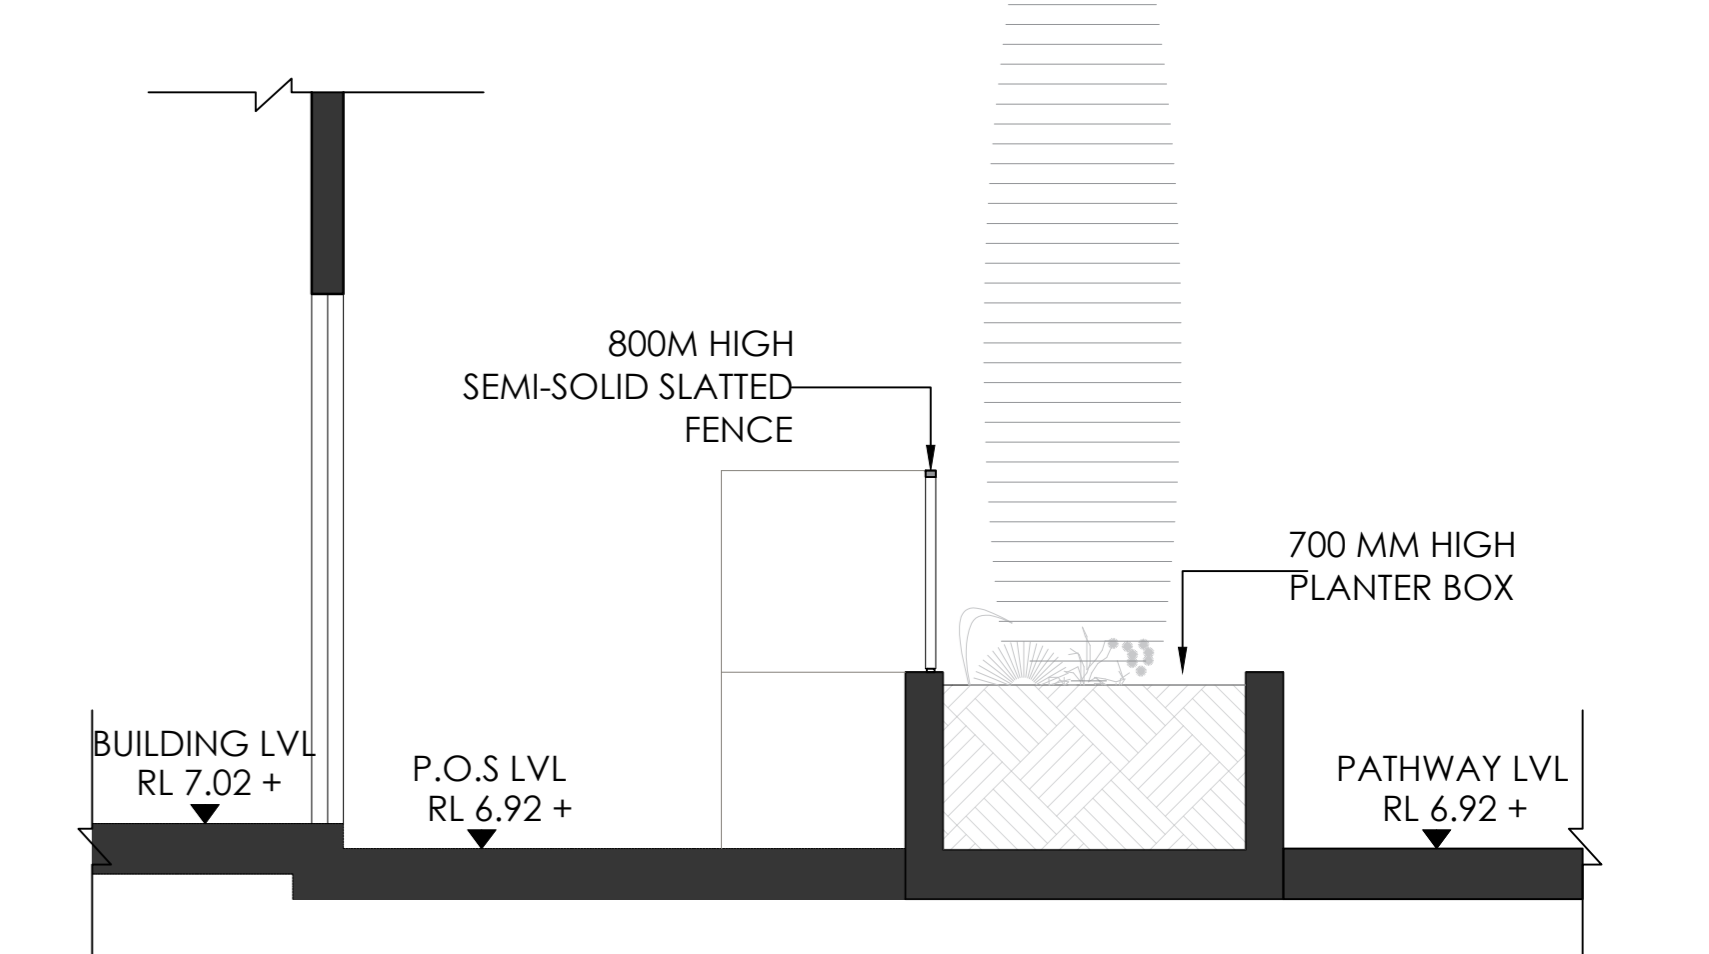 800M HIGH
SEMI-SOLID SLATTED
FENCE
700 MM HIGH
PLANTER BOX
BUILDING LVL
RL 7.02 +
P.O.S LVL
RL 6.92 +
PATHWAY LVL
RL 6.92 +